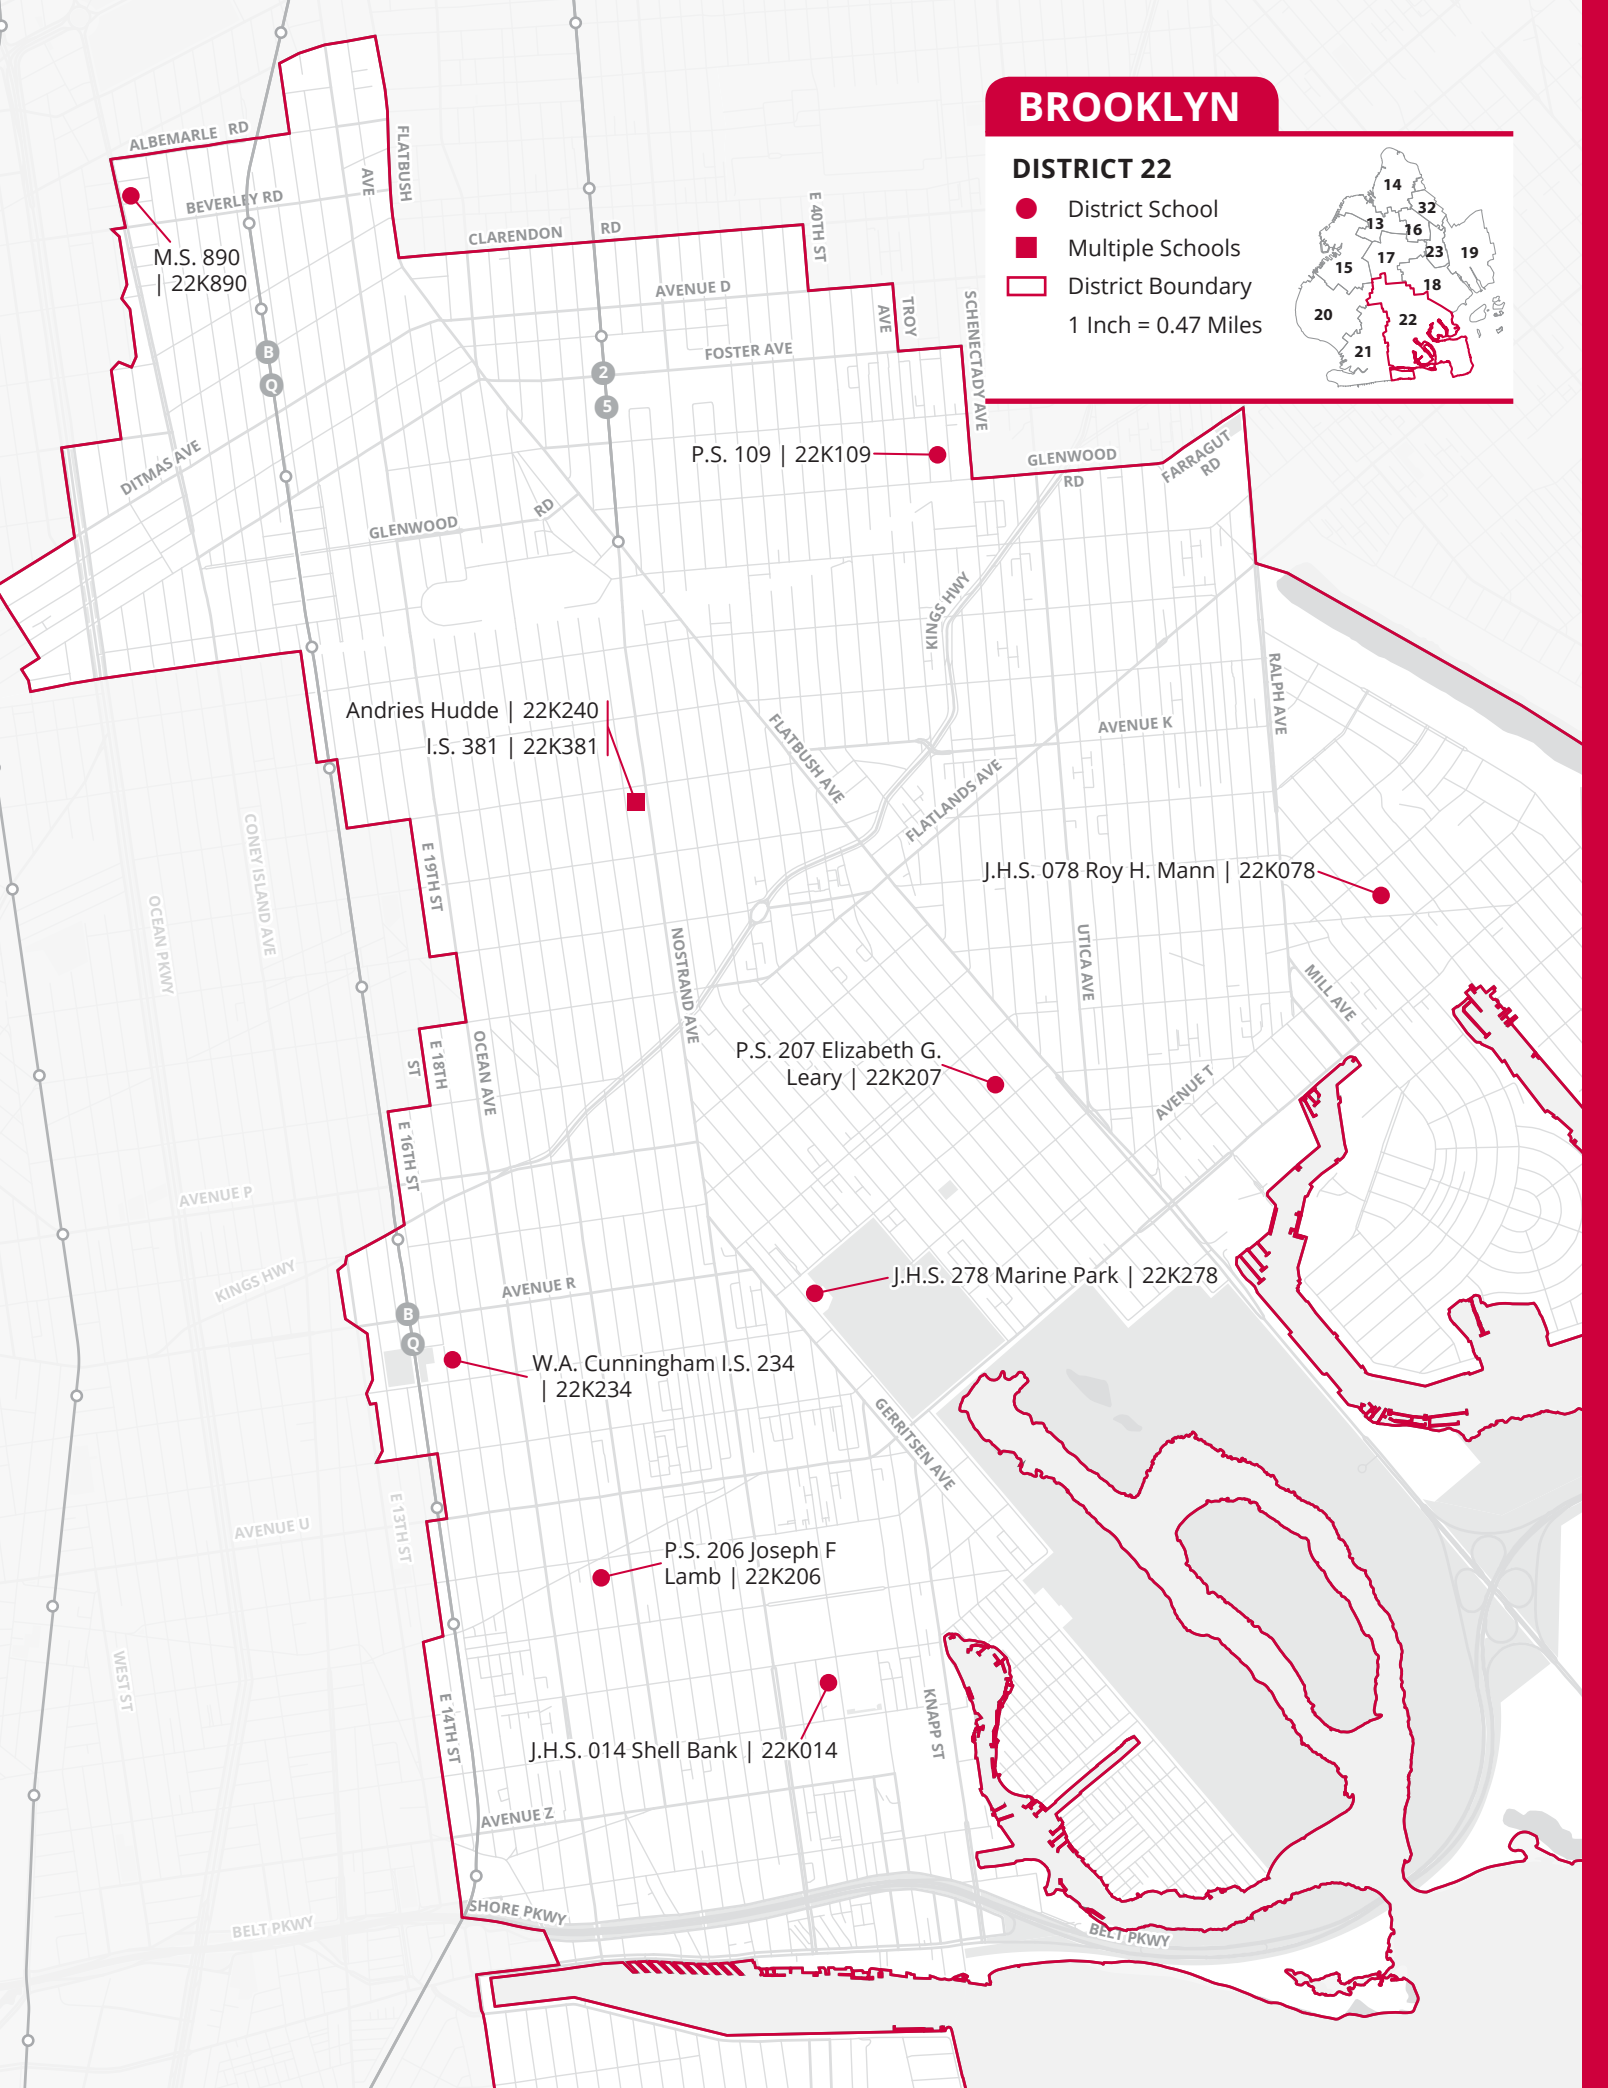 BROOKLYN
DISTRICT 22
District School
Multiple Schools
District Boundary
1 Inch = 0.47 Miles
14
32
13
16
23
19
17
15
18
20
22
21
ALBEMARLE RD
FLATBUSH
AVE
BEVERLEY RD
M.S. 890
| 22K890
CLARENDON RD
E 40TH ST
AVENUE D
TROY
AVE
SCHENECTADY AVE
FOSTER AVE
B
Q
2
5
DITMAS AVE
P.S. 109 | 22K109
GLENWOOD
RD
FARRAGUT
RD
GLENWOOD RD
KINGS HWY
RALPH AVE
Andries Hudde | 22K240
I.S. 381 | 22K381
FLATBUSH AVE
AVENUE K
FLATLANDS AVE
CONEY ISLAND AVE
E 19TH ST
J.H.S. 078 Roy H. Mann | 22K078
OCEAN PKWY
NOSTRAND AVE
UTICA AVE
MILL AVE
OCEAN AVE
E 18TH
ST
P.S. 207 Elizabeth G.
Leary | 22K207
AVENUE T
E 16TH ST
AVENUE P
KINGS HWY
AVENUE R
J.H.S. 278 Marine Park | 22K278
B
Q
W.A. Cunningham I.S. 234
| 22K234
GERRITSEN AVE
E 13TH ST
AVENUE U
P.S. 206 Joseph F
Lamb | 22K206
WEST ST
E 14TH ST
KNAPP ST
J.H.S. 014 Shell Bank | 22K014
AVENUE Z
SHORE PKWY
BELT PKWY
BELT PKWY